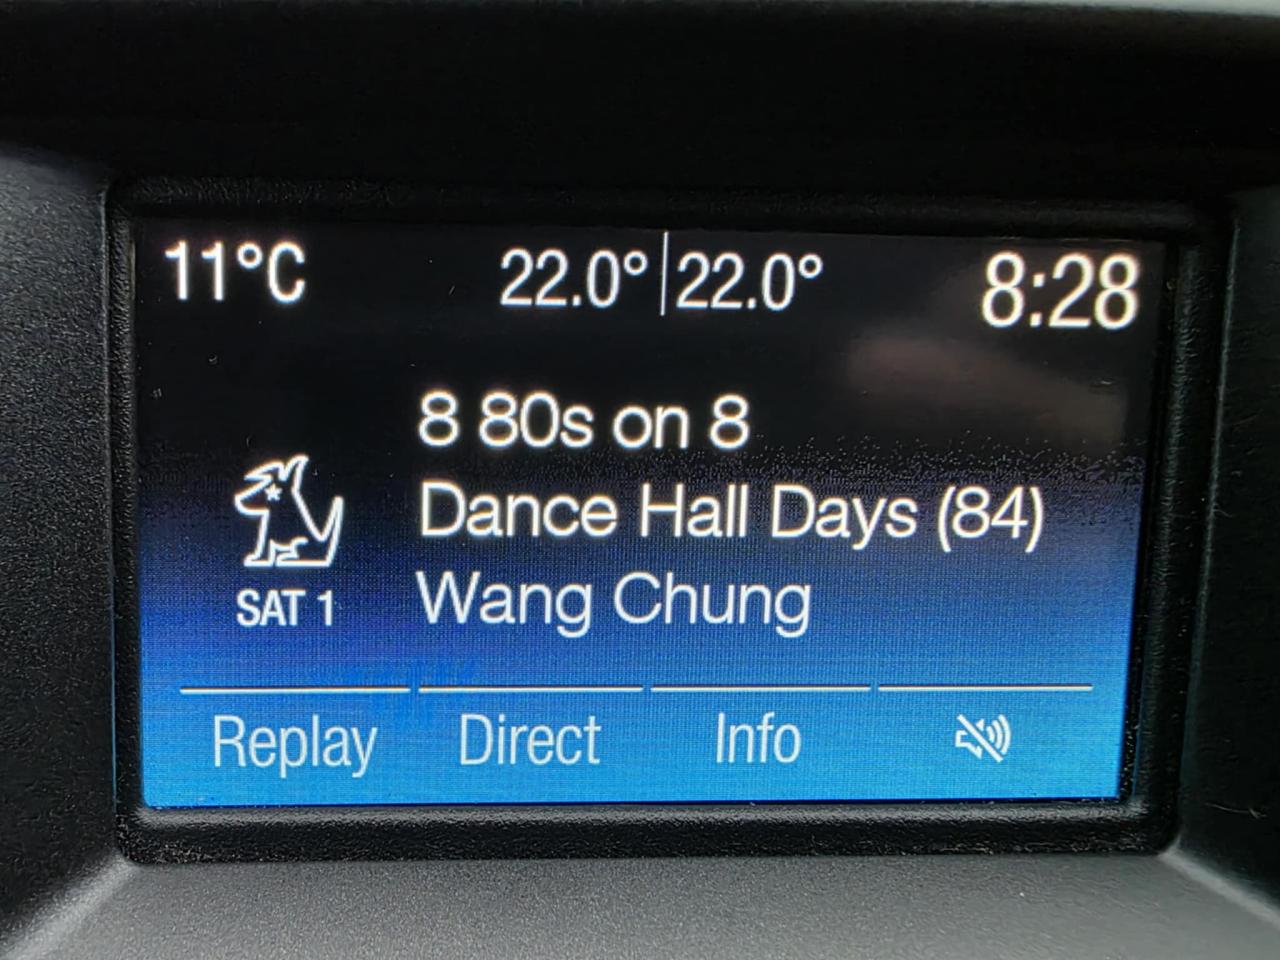 11°C 22.0° 22.0° 8:28
8 80s on 8
Dance Hall Days (84)
Wang Chung
SAT 1
Replay Direct Info